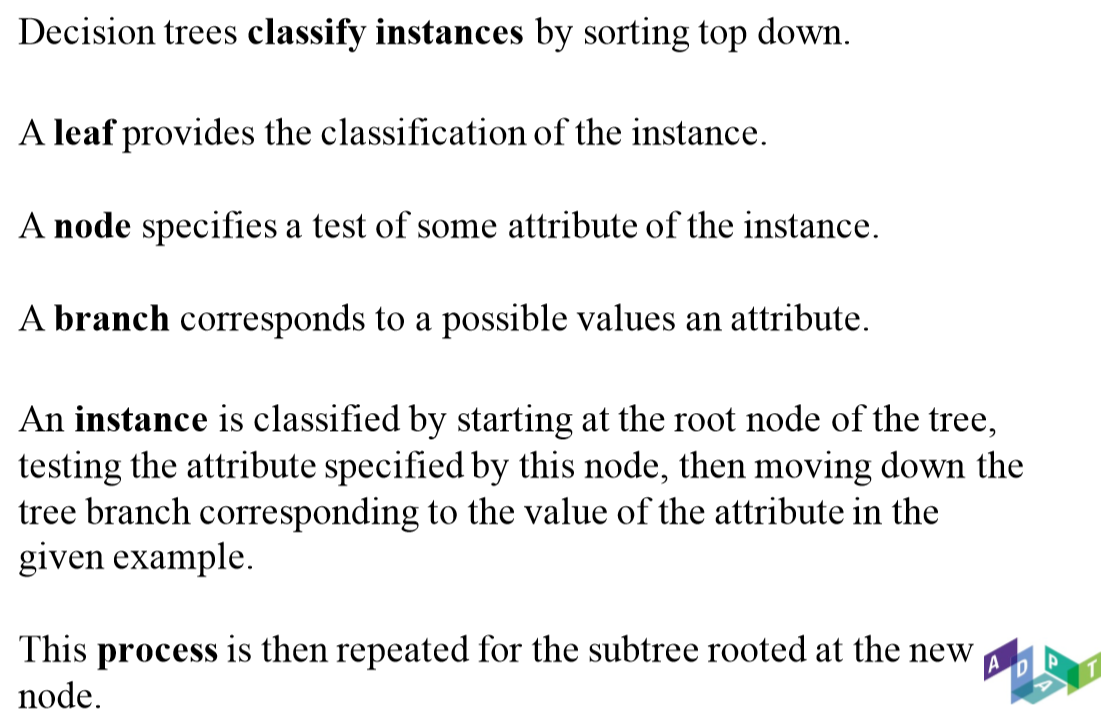 Decision trees classify instances by sorting top down.
A leaf provides the classification of the instance.
A node specifies a test of some attribute of the instance.
A branch corresponds to a possible values an attribute.
An instance is classified by starting at the root node of the tree,
testing the attribute specified by this node, then moving down the
tree branch corresponding to the value of the attribute in the
given example.
This process is then repeated for the subtree rooted at the new
node.
A D A P T